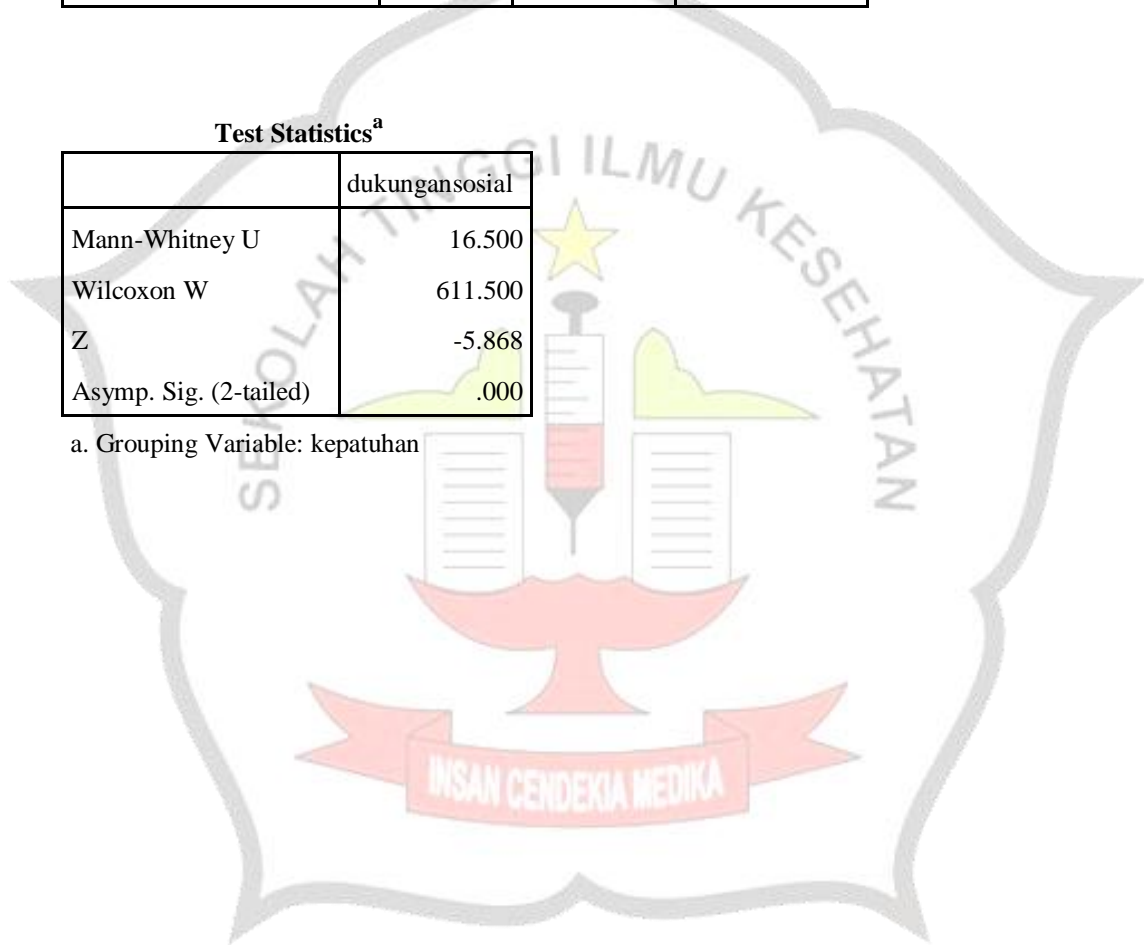 Test Statisticsa
dukungansosial
Mann-Whitney U 16.500
Wilcoxon W 611.500
Z -5.868
Asymp. Sig. (2-tailed) .000
a. Grouping Variable: kepatuhan
SEKOLAH TINGGI ILMU KESEHATAN
INSAN CENDEKIA MEDIKA